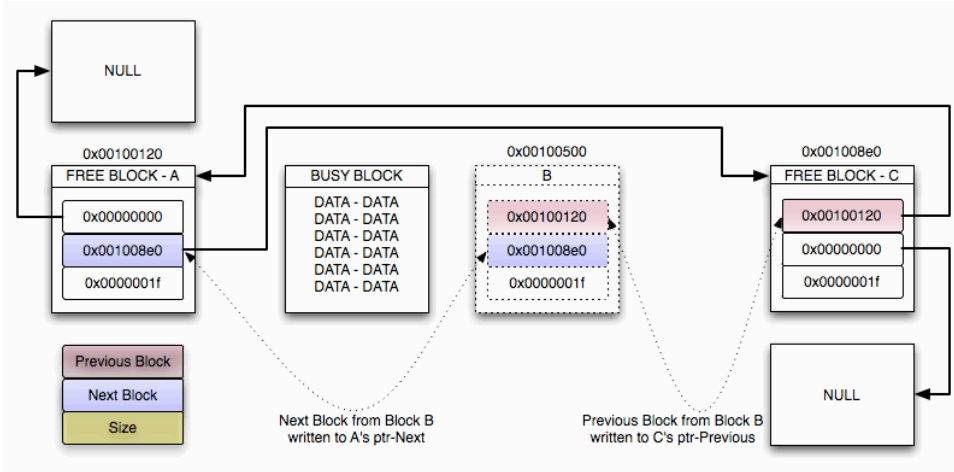 NULL
0x00100120
FREE BLOCK - A
0x00000000
0x001008e0
0x0000001f
BUSY BLOCK
DATA - DATA
DATA - DATA
DATA - DATA
DATA - DATA
DATA - DATA
DATA - DATA
0x00100500
B
0x00100120
0x001008e0
0x0000001f
0x001008e0
FREE BLOCK - C
0x00100120
0x00000000
0x0000001f
Previous Block
Next Block
Size
Next Block from Block B
written to A's ptr-Next
Previous Block from Block B
written to C's ptr-Previous
NULL